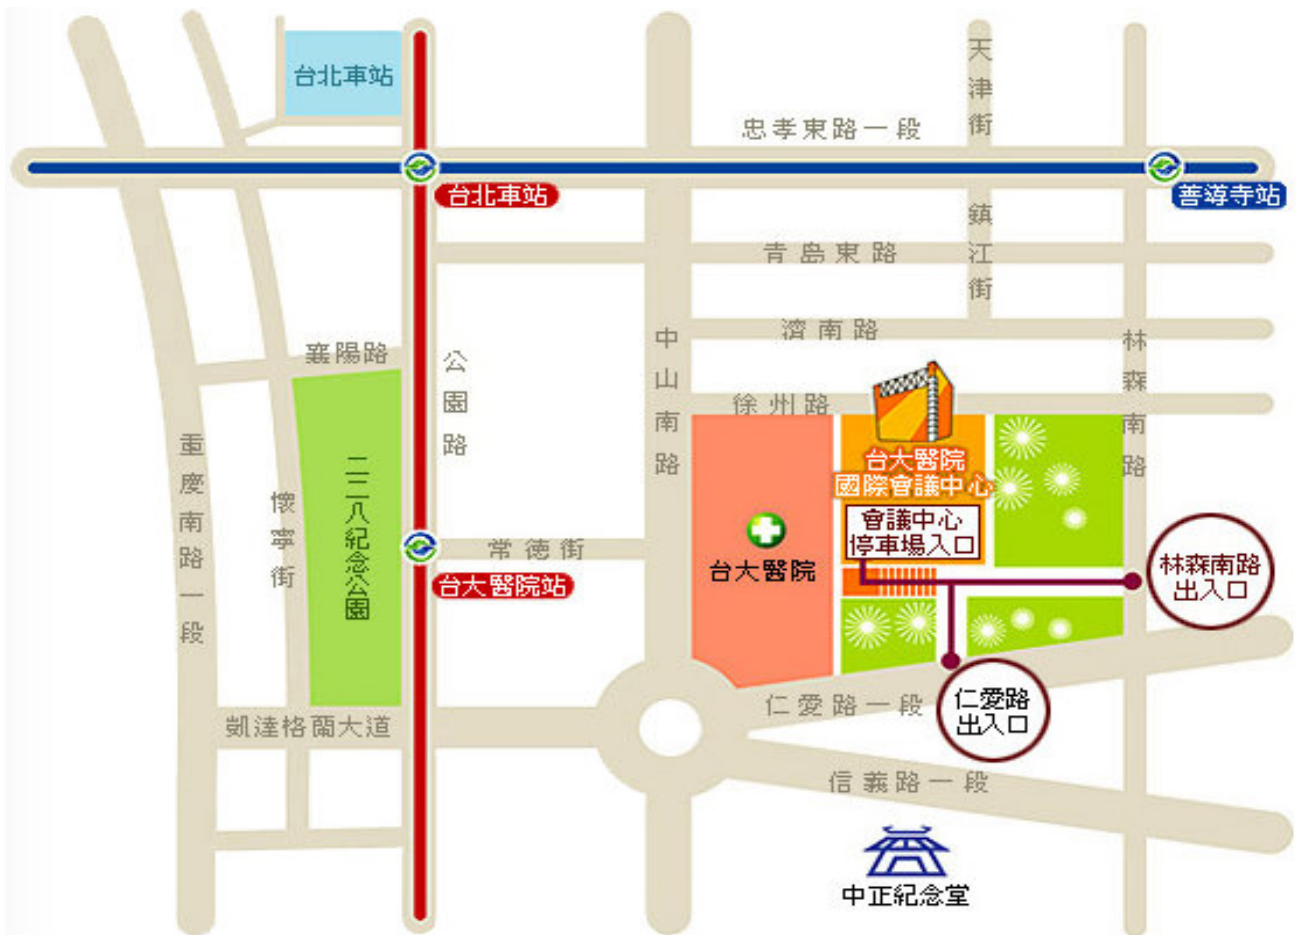 天津街
台北車站
忠孝東路一段
台北車站
善導寺站
鎮江街
青島東路
濟南路
中山南路
林森南路
襄陽路
公園路
徐州路
重慶南路一段
二二八紀念公園
台大醫院
國際會議中心
懷寧街
會議中心
停車場入口
常德街
台大醫院
台大醫院站
林森南路
出入口
仁愛路一段
仁愛路
出入口
凱達格蘭大道
信義路一段
中正紀念堂